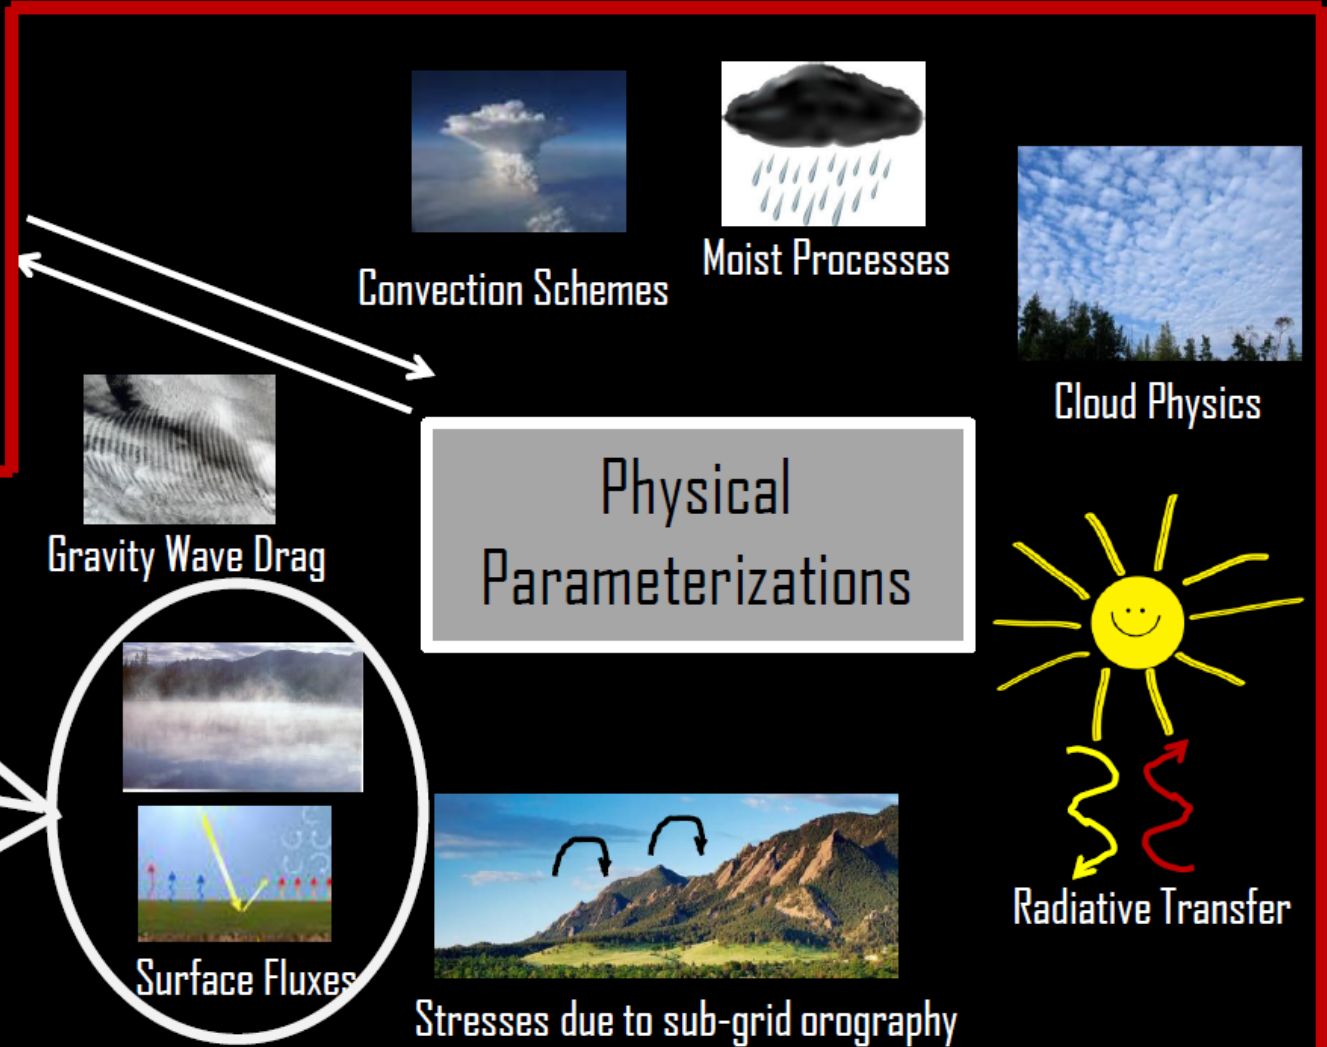 Convection Schemes
Moist Processes
Cloud Physics
Gravity Wave Drag
Physical
Parameterizations
Surface Fluxes
Stresses due to sub-grid orography
Radiative Transfer